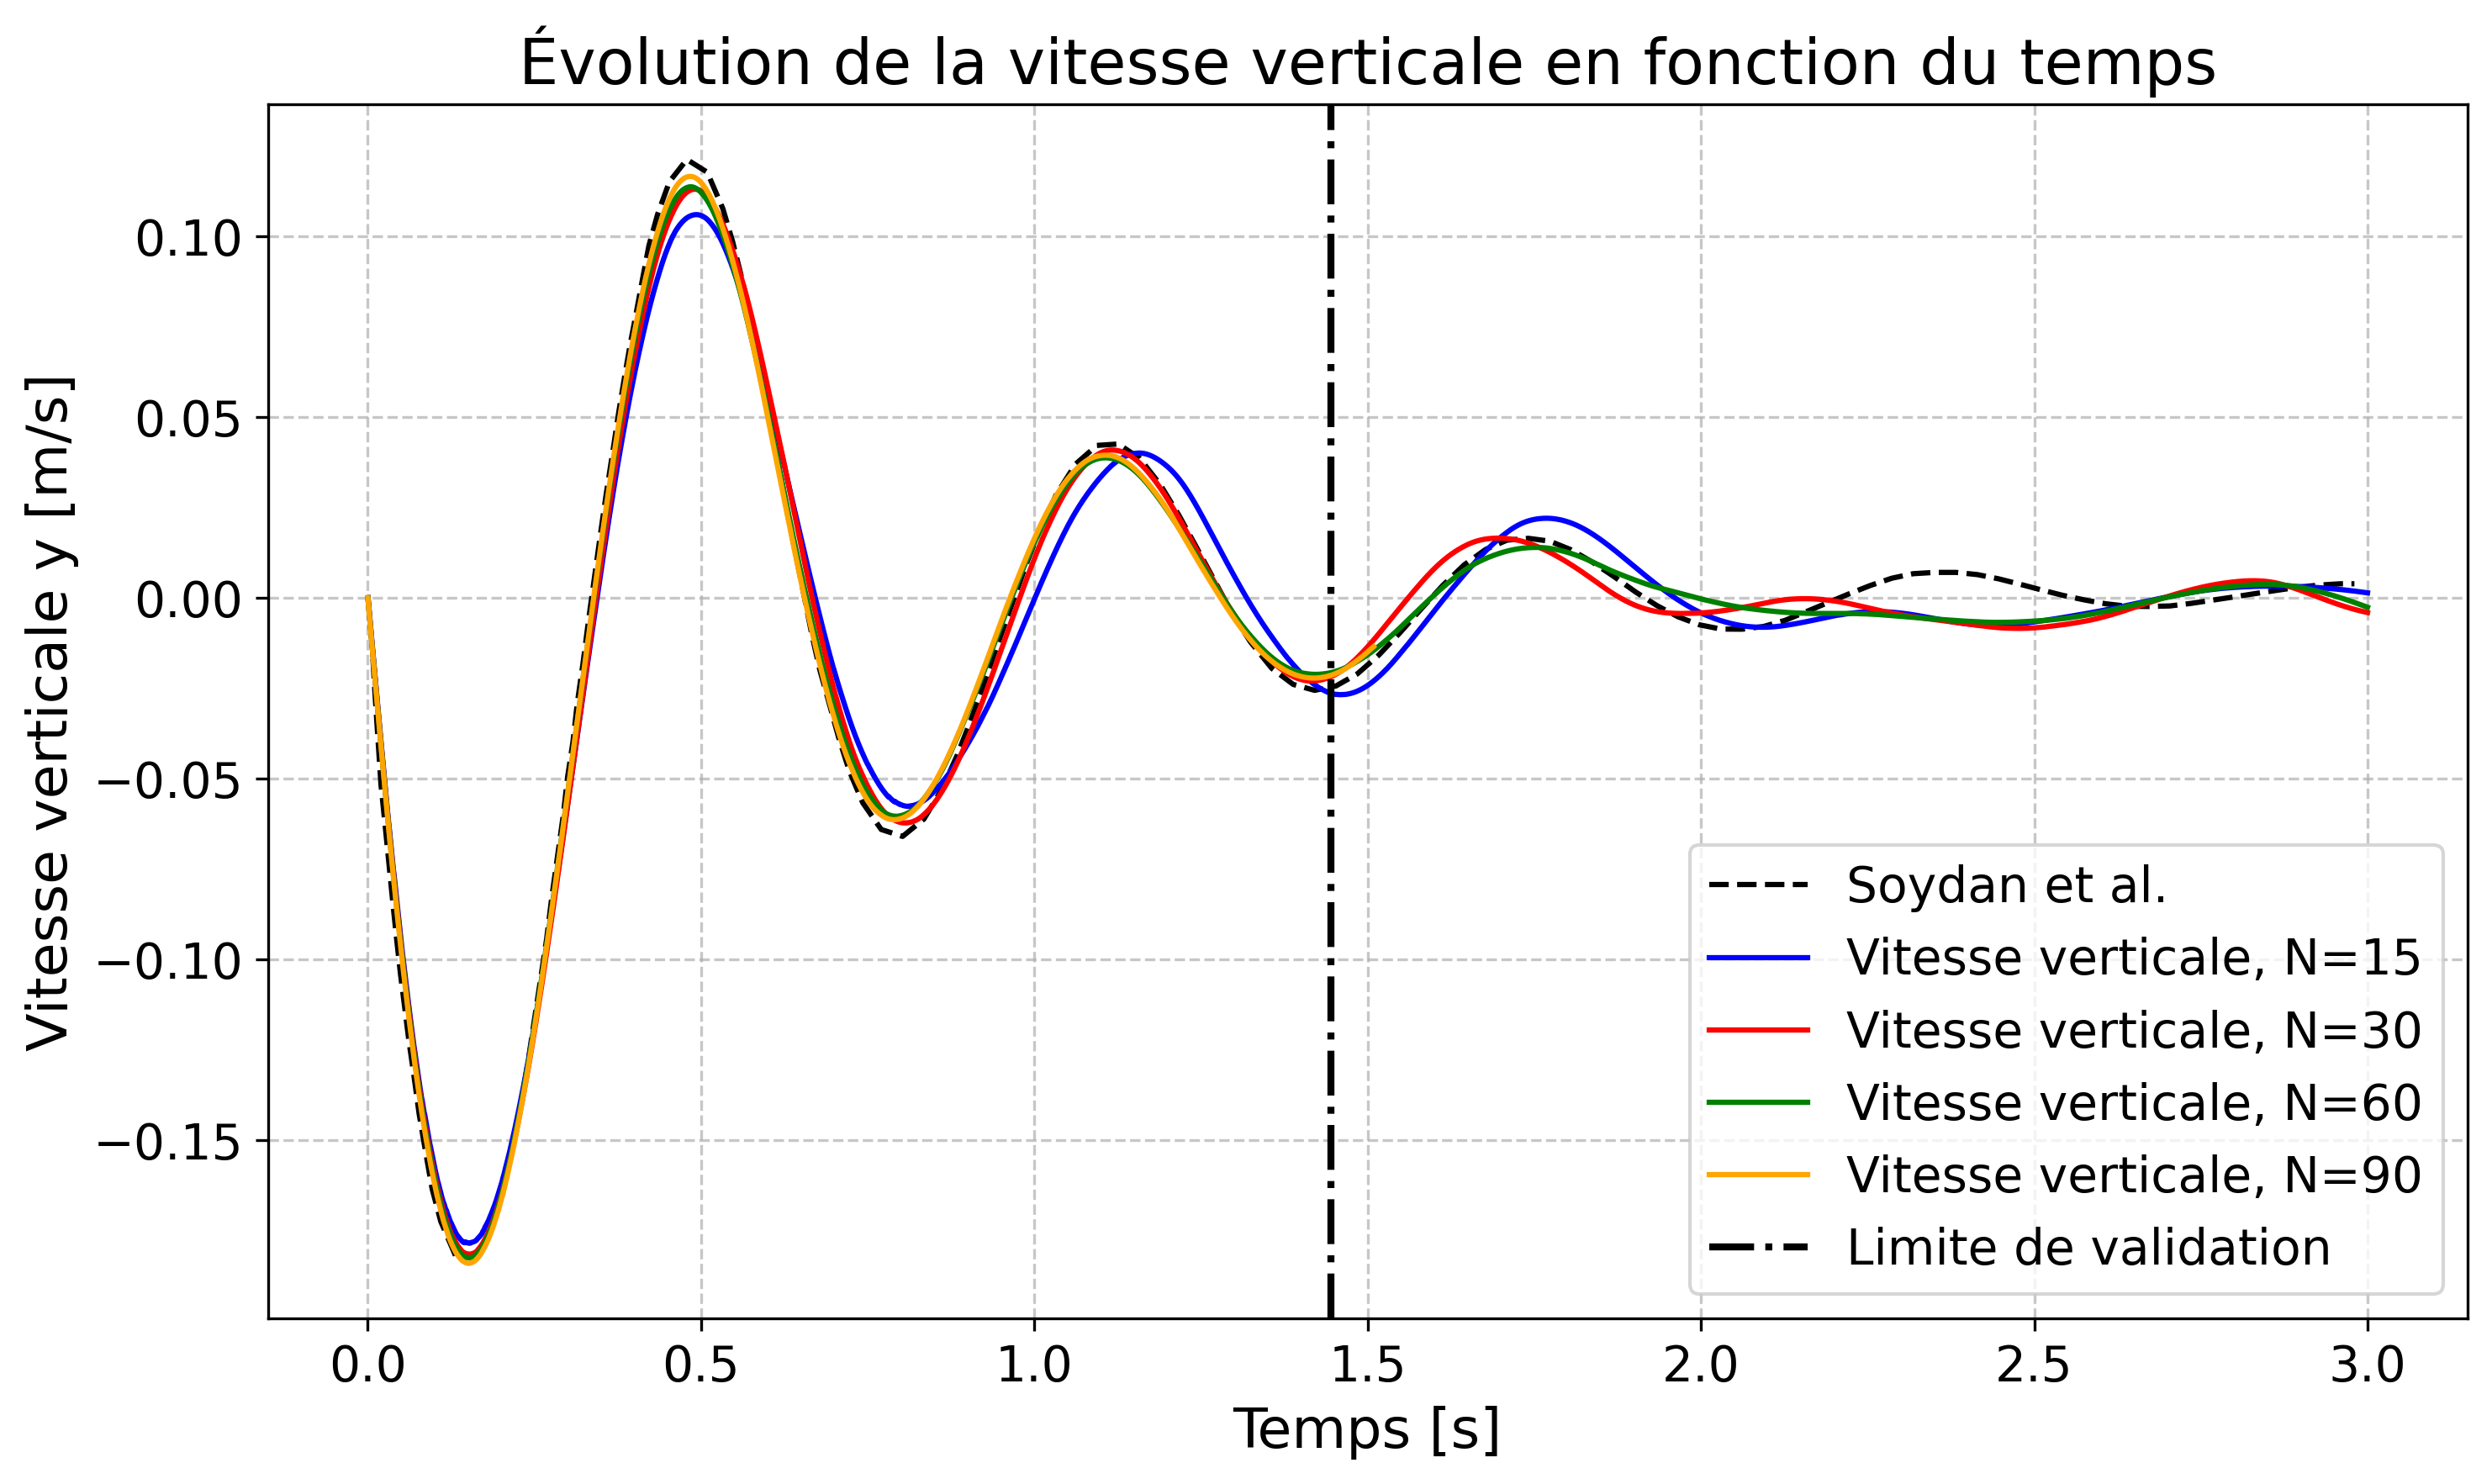 Évolution de la vitesse verticale en fonction du temps
Vitesse verticale y [m/s]
0.10
0.05
0.00
−0.05
−0.10
−0.15
Soydan et al.
Vitesse verticale, N=15
Vitesse verticale, N=30
Vitesse verticale, N=60
Vitesse verticale, N=90
Limite de validation
0.0 0.5 1.0 1.5 2.0 2.5 3.0
Temps [s]